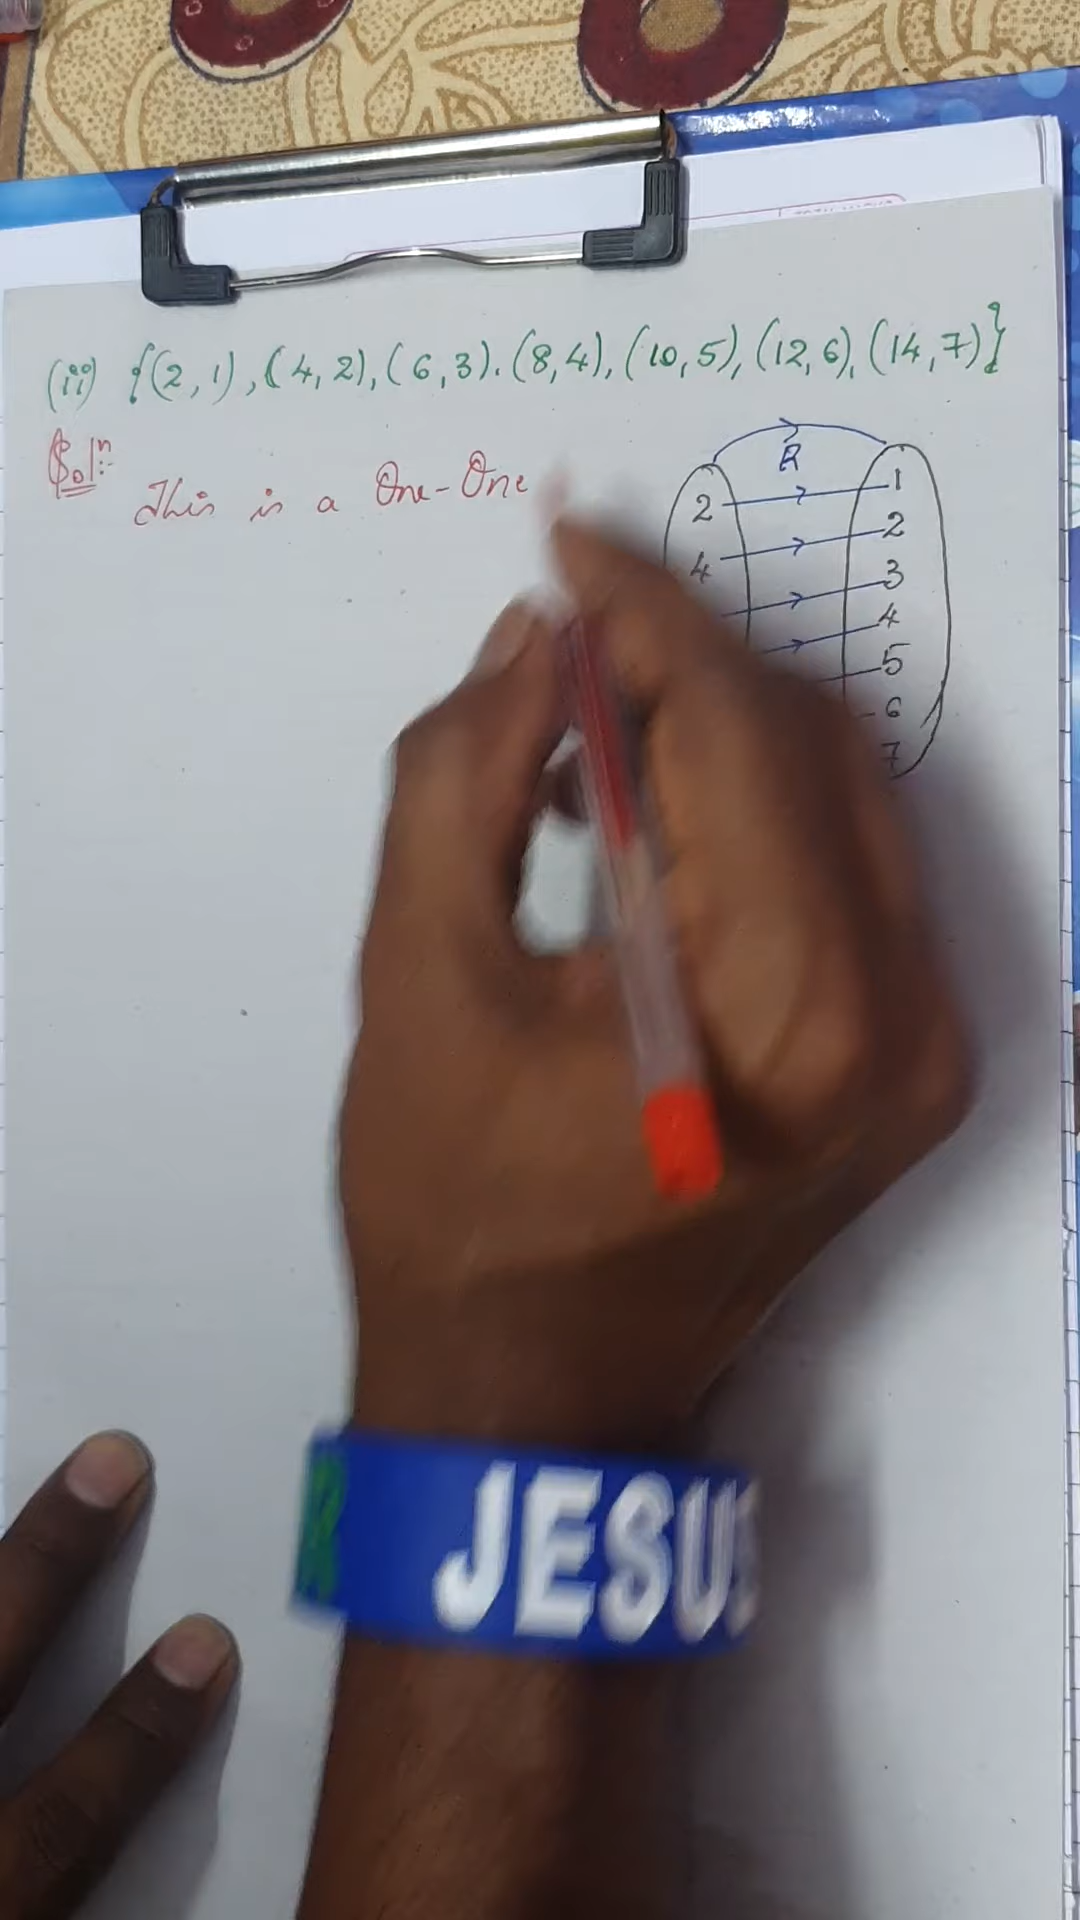 (ii) {(2,1),(4,2),(6,3).(8,4),(10,5),(12,6),(14,7)}
Solⁿ:-
This is a One-One
R
2 1
4 2
3
4
5
6
7
JESUS